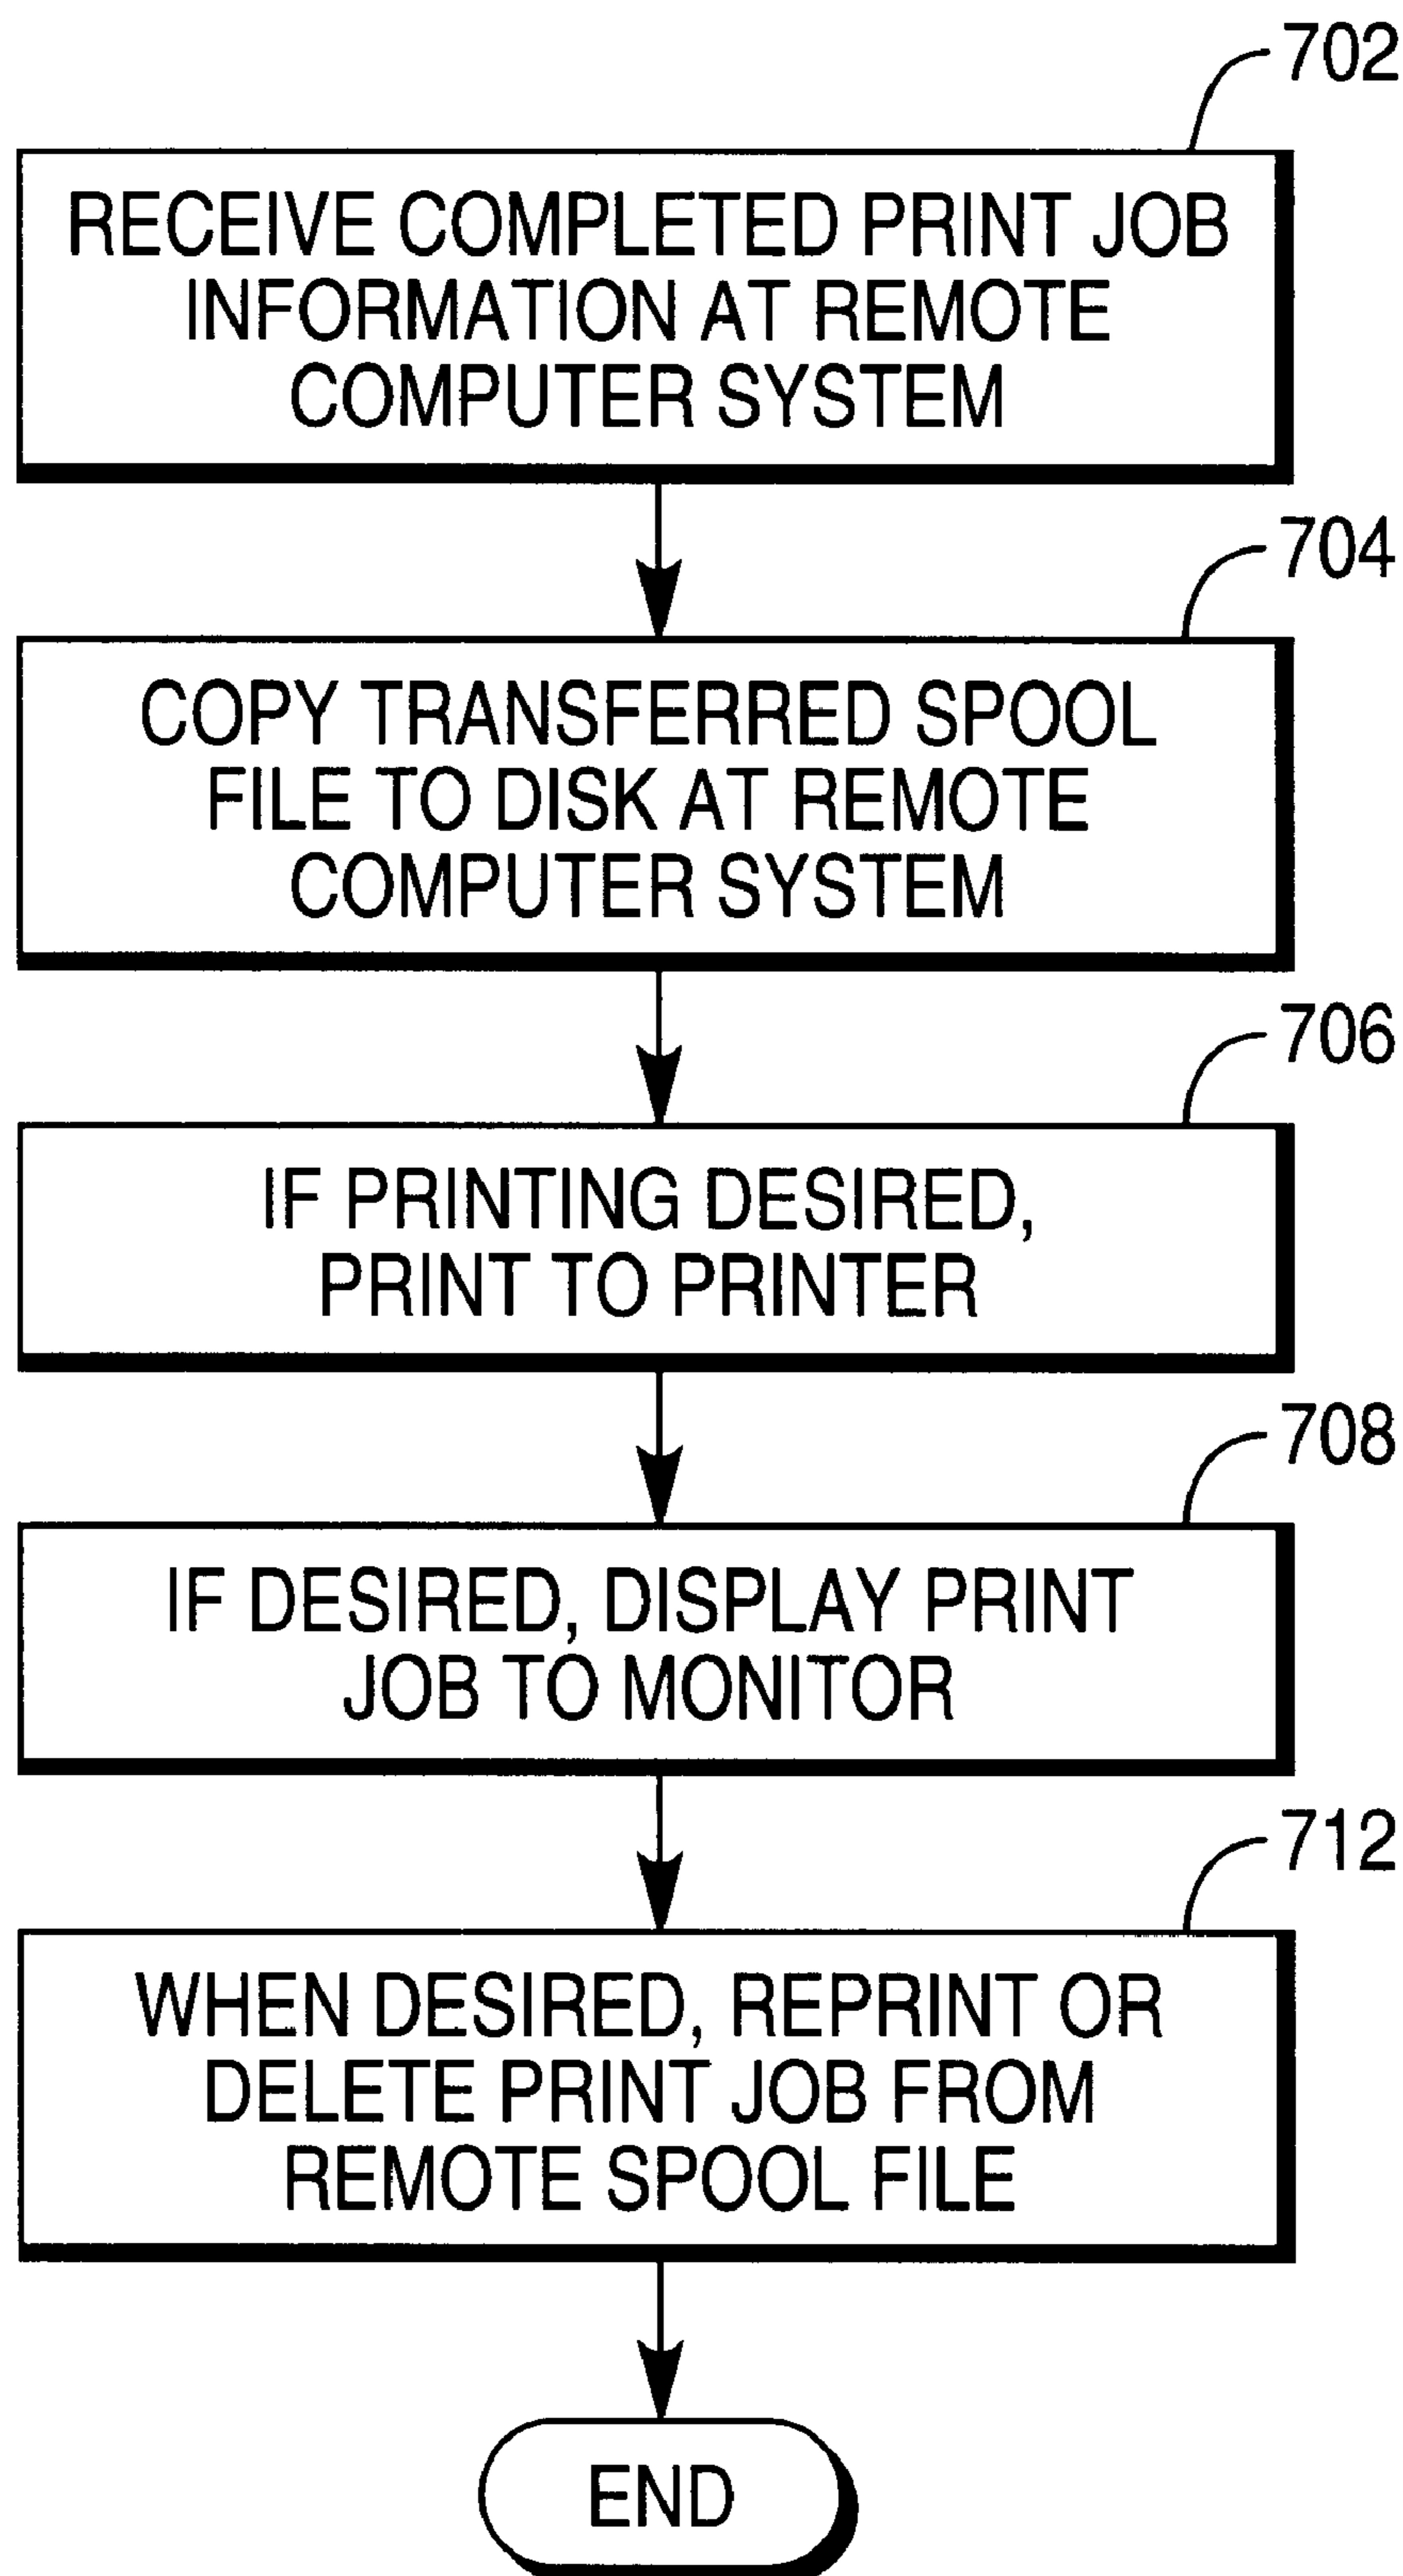 702
RECEIVE COMPLETED PRINT JOB
INFORMATION AT REMOTE
COMPUTER SYSTEM
704
COPY TRANSFERRED SPOOL
FILE TO DISK AT REMOTE
COMPUTER SYSTEM
706
IF PRINTING DESIRED,
PRINT TO PRINTER
708
IF DESIRED, DISPLAY PRINT
JOB TO MONITOR
712
WHEN DESIRED, REPRINT OR
DELETE PRINT JOB FROM
REMOTE SPOOL FILE
END